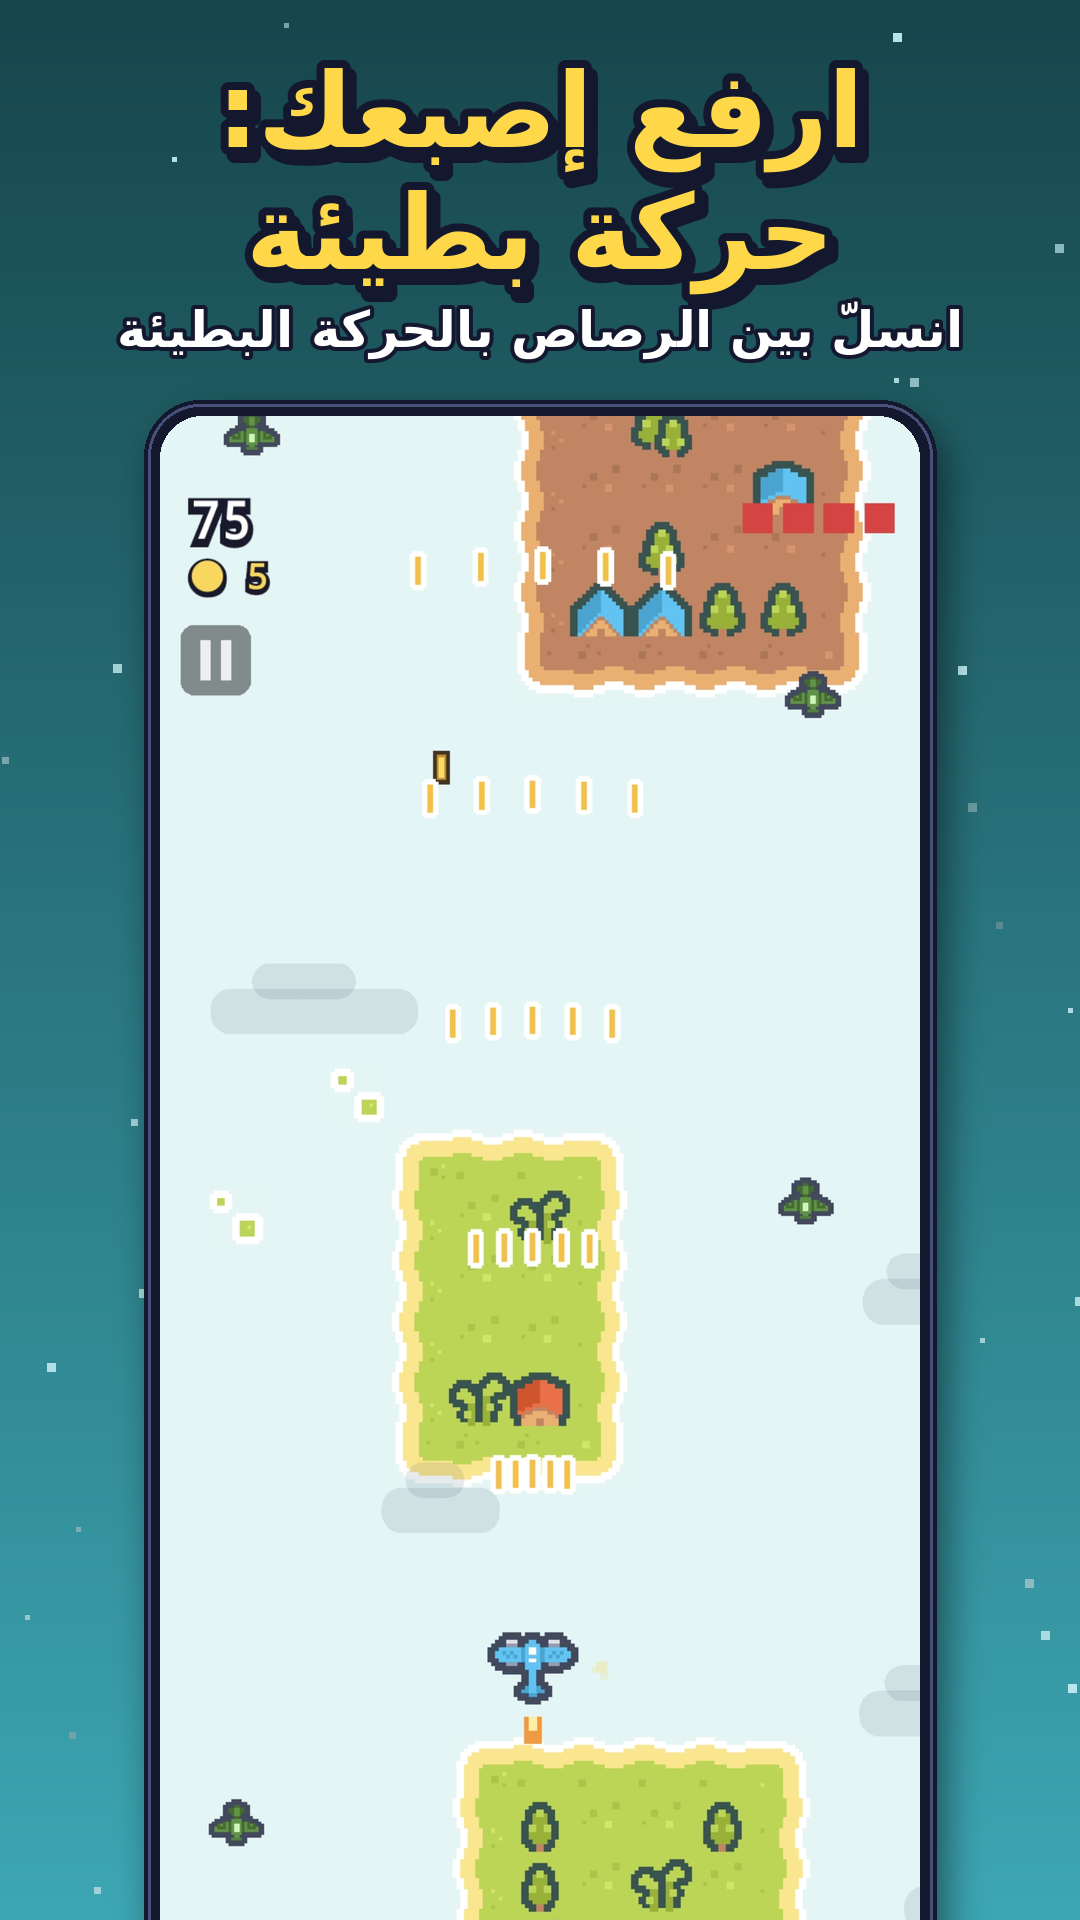 ارفع إصبعك:
حركة بطيئة
انسلّ بين الرصاص بالحركة البطيئة
75
5